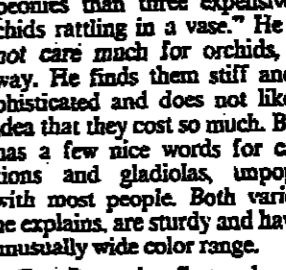 peonies than three expensiv
chids rattling in a vase." He
not care much for orchids,
way. He finds them stiff and
phisticated and does not like
idea that they cost so much. B
has a few nice words for c
tions and gladiolas, unpop
with most people. Both vari
he explains, are sturdy and hav
unusually wide color range.